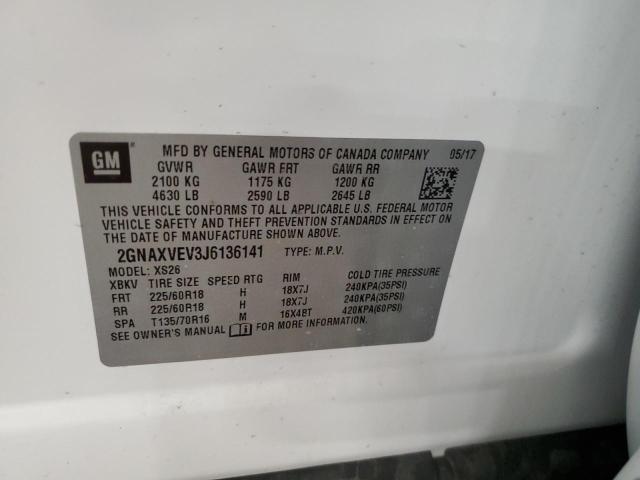 GM
MFD BY GENERAL MOTORS OF CANADA COMPANY 05/17
GVWR GAWR FRT GAWR RR
2100 KG 1175 KG 1200 KG
4630 LB 2590 LB 2645 LB
THIS VEHICLE CONFORMS TO ALL APPLICABLE U.S. FEDERAL MOTOR
VEHICLE SAFETY AND THEFT PREVENTION STANDARDS IN EFFECT ON
THE DATE OF MANUFACTURE SHOWN ABOVE.
2GNAXVEV3J6136141 TYPE: M.P.V.
MODEL: XS26
XBKV TIRE SIZE SPEED RTG RIM COLD TIRE PRESSURE
FRT 225/60R18 H 18X7J 240KPA(35PSI)
RR 225/60R18 H 18X7J 240KPA(35PSI)
SPA T135/70R16 M 16X4BT 420KPA(60PSI)
SEE OWNER'S MANUAL FOR MORE INFORMATION